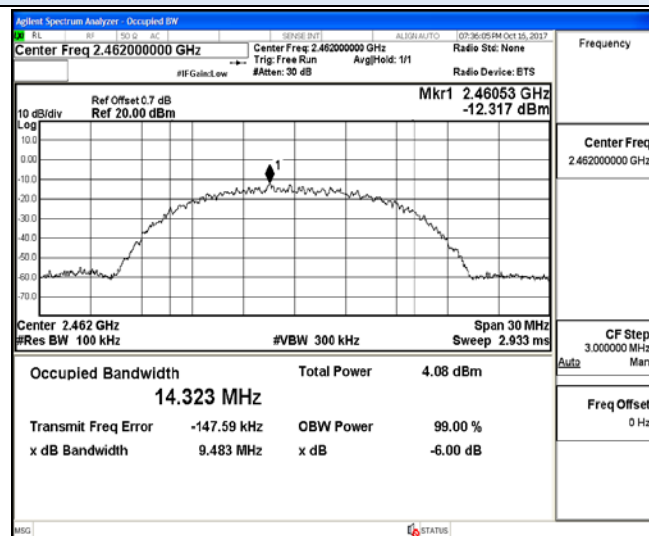 Agilent Spectrum Analyzer - Occupied BW
RL RF 50 Ω AC SENSE:INT ALIGN AUTO 07:36:05 PM Oct 15, 2017
Center Freq 2.462000000 GHz
Center Freq: 2.462000000 GHz
Radio Std: None
Trig: Free Run Avg|Hold: 1/1
#IFGain:Low #Atten: 30 dB Radio Device: BTS
Frequency
Ref Offset 0.7 dB
10 dB/div Ref 20.00 dBm
Mkr1 2.46053 GHz
-12.317 dBm
Log
10.0
0.00
-10.0
-20.0
-30.0
-40.0
-50.0
-60.0
-70.0
1
Center 2.462 GHz Span 30 MHz
#Res BW 100 kHz #VBW 300 kHz Sweep 2.933 ms
Occupied Bandwidth Total Power 4.08 dBm
14.323 MHz
Transmit Freq Error -147.59 kHz OBW Power 99.00 %
x dB Bandwidth 9.483 MHz x dB -6.00 dB
Center Freq
2.462000000 GHz
CF Step
3.000000 MHz
Auto Man
Freq Offset
0 Hz
MSG STATUS